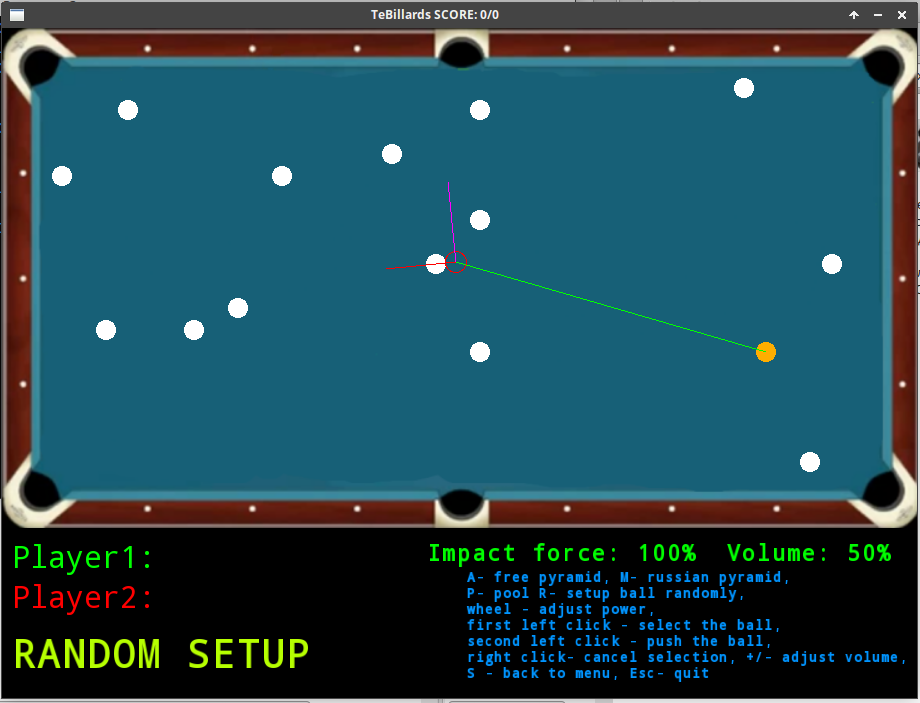 TeBillards SCORE: 0/0
Player1:
Player2:
RANDOM SETUP
Impact force: 100%  Volume: 50%
A- free pyramid, M- russian pyramid,
P- pool R- setup ball randomly,
wheel - adjust power,
first left click - select the ball,
second left click - push the ball,
right click- cancel selection, +/- adjust volume,
S - back to menu, Esc- quit